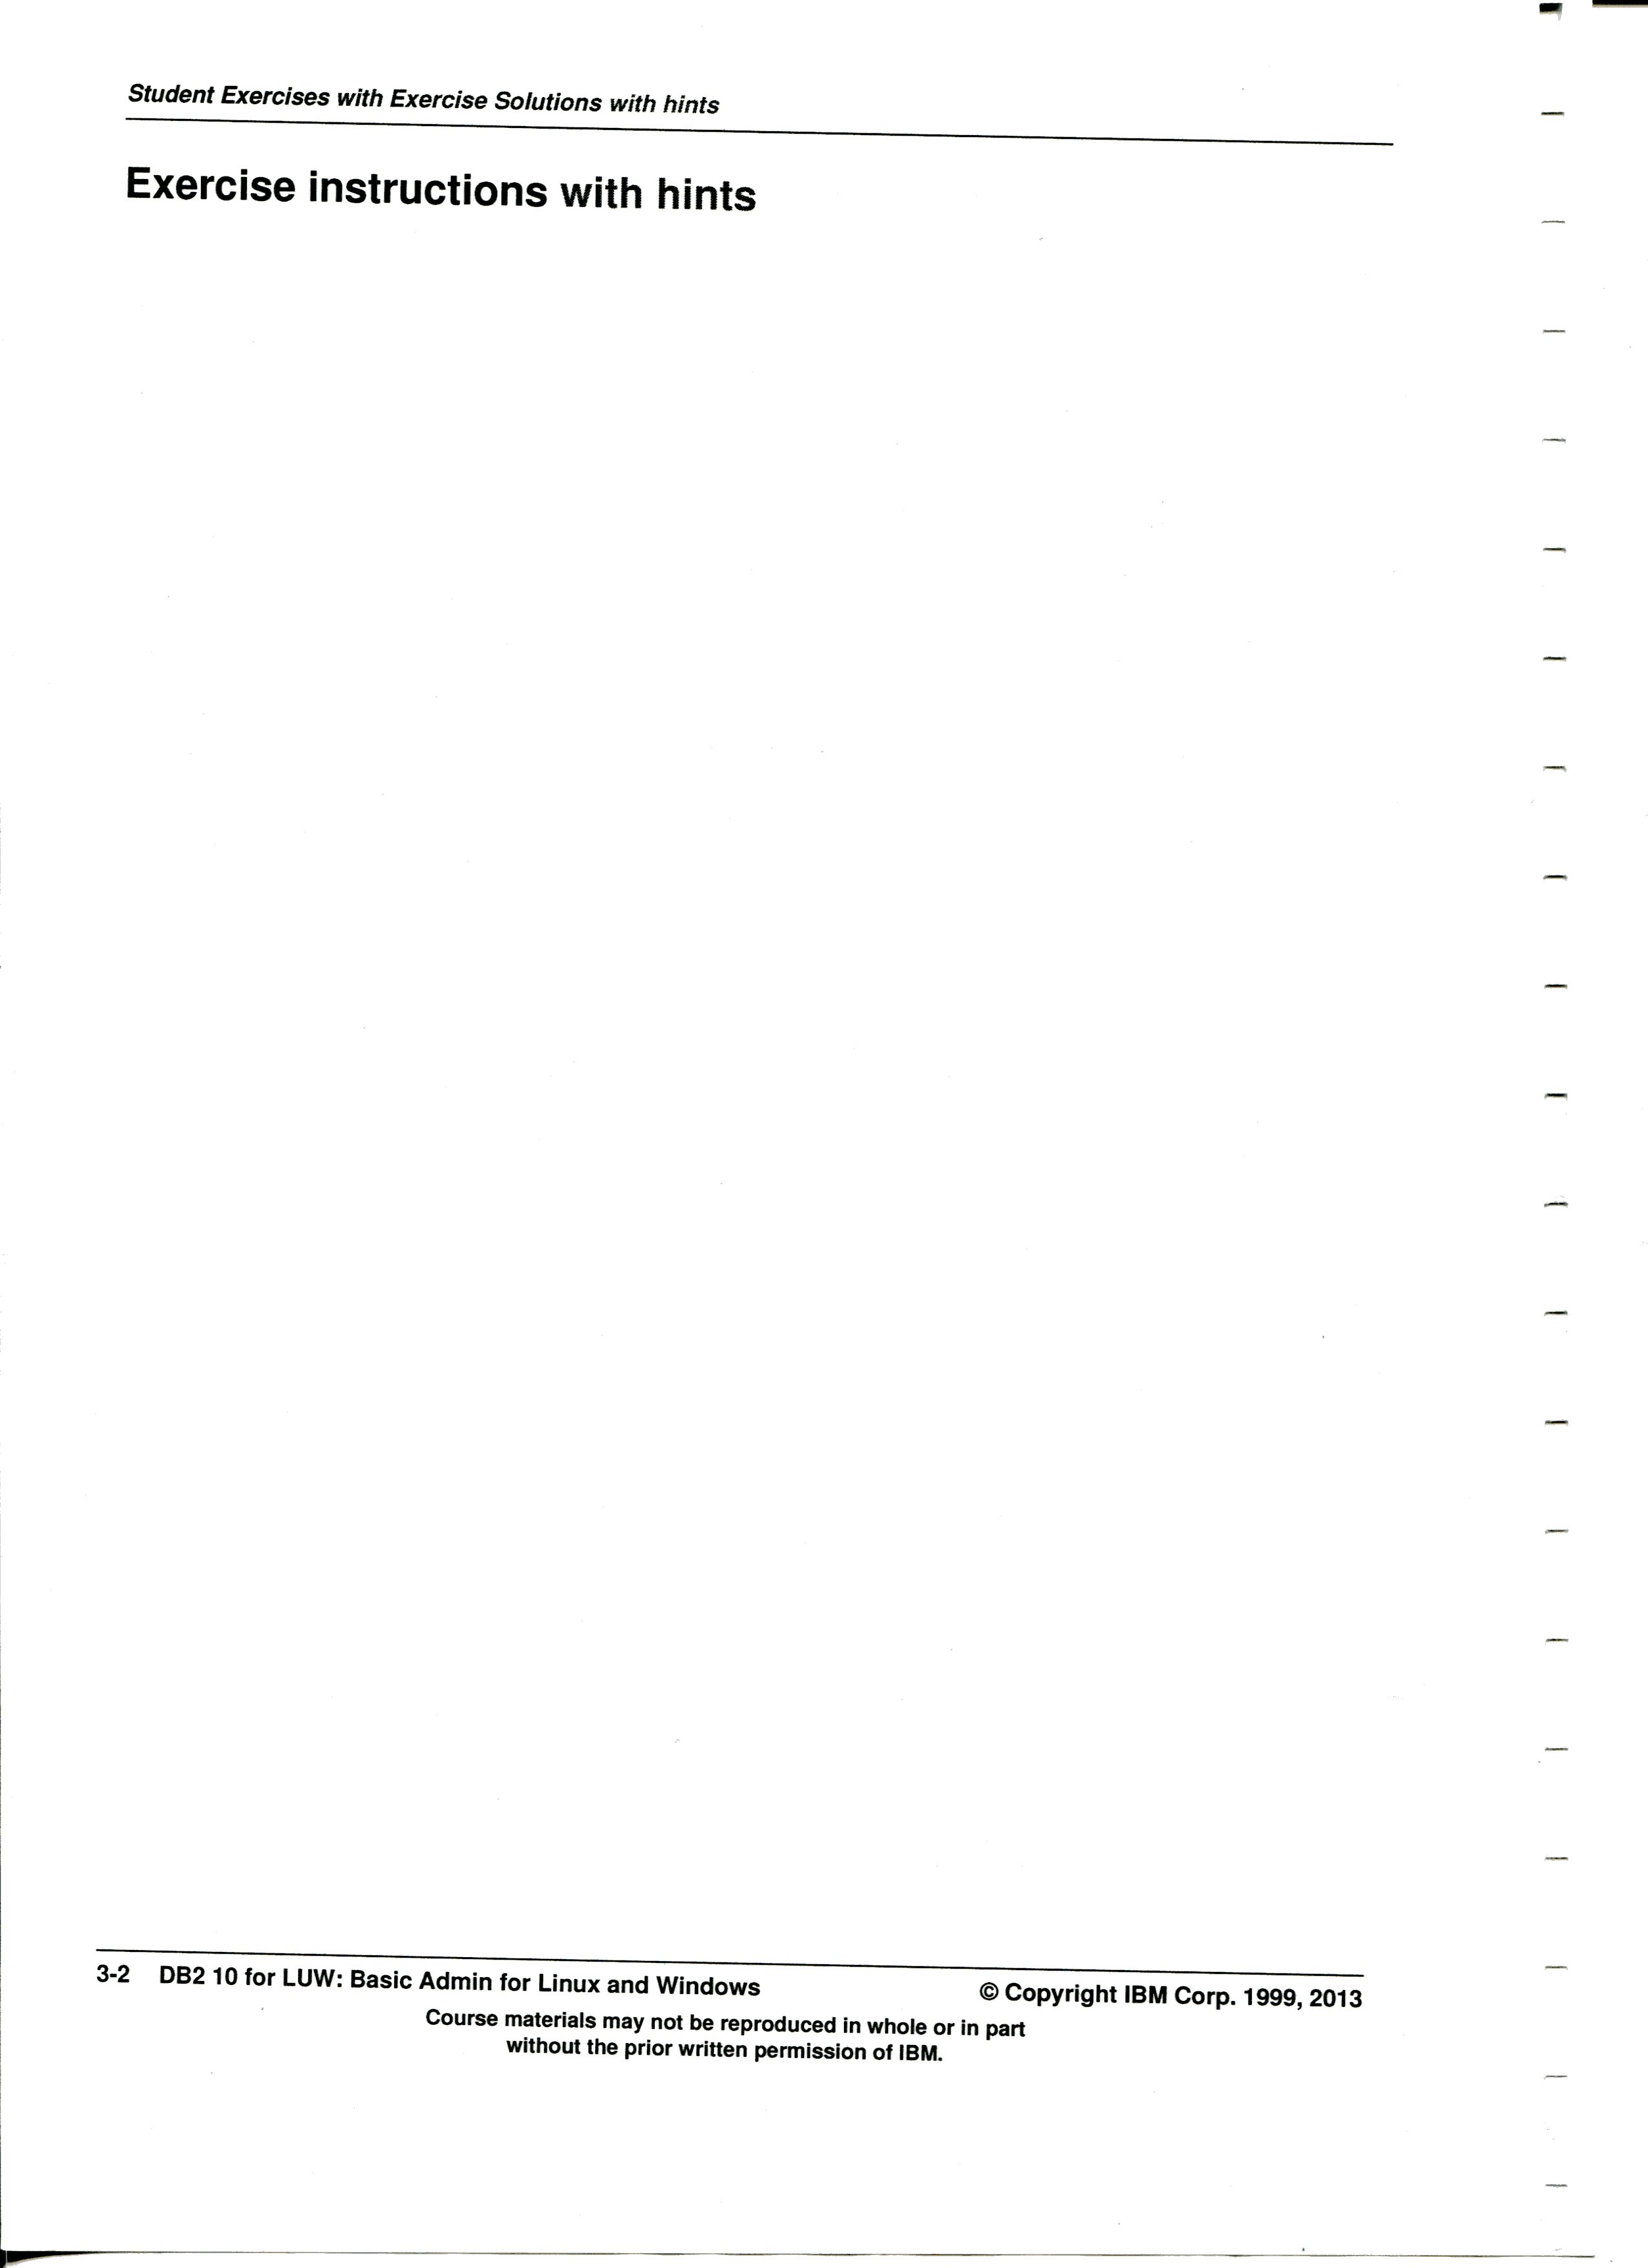 Student Exercises with Exercise Solutions with hints
Exercise instructions with hints
3-2 DB2 10 for LUW: Basic Admin for Linux and Windows © Copyright IBM Corp. 1999, 2013
Course materials may not be reproduced in whole or in part
without the prior written permission of IBM.